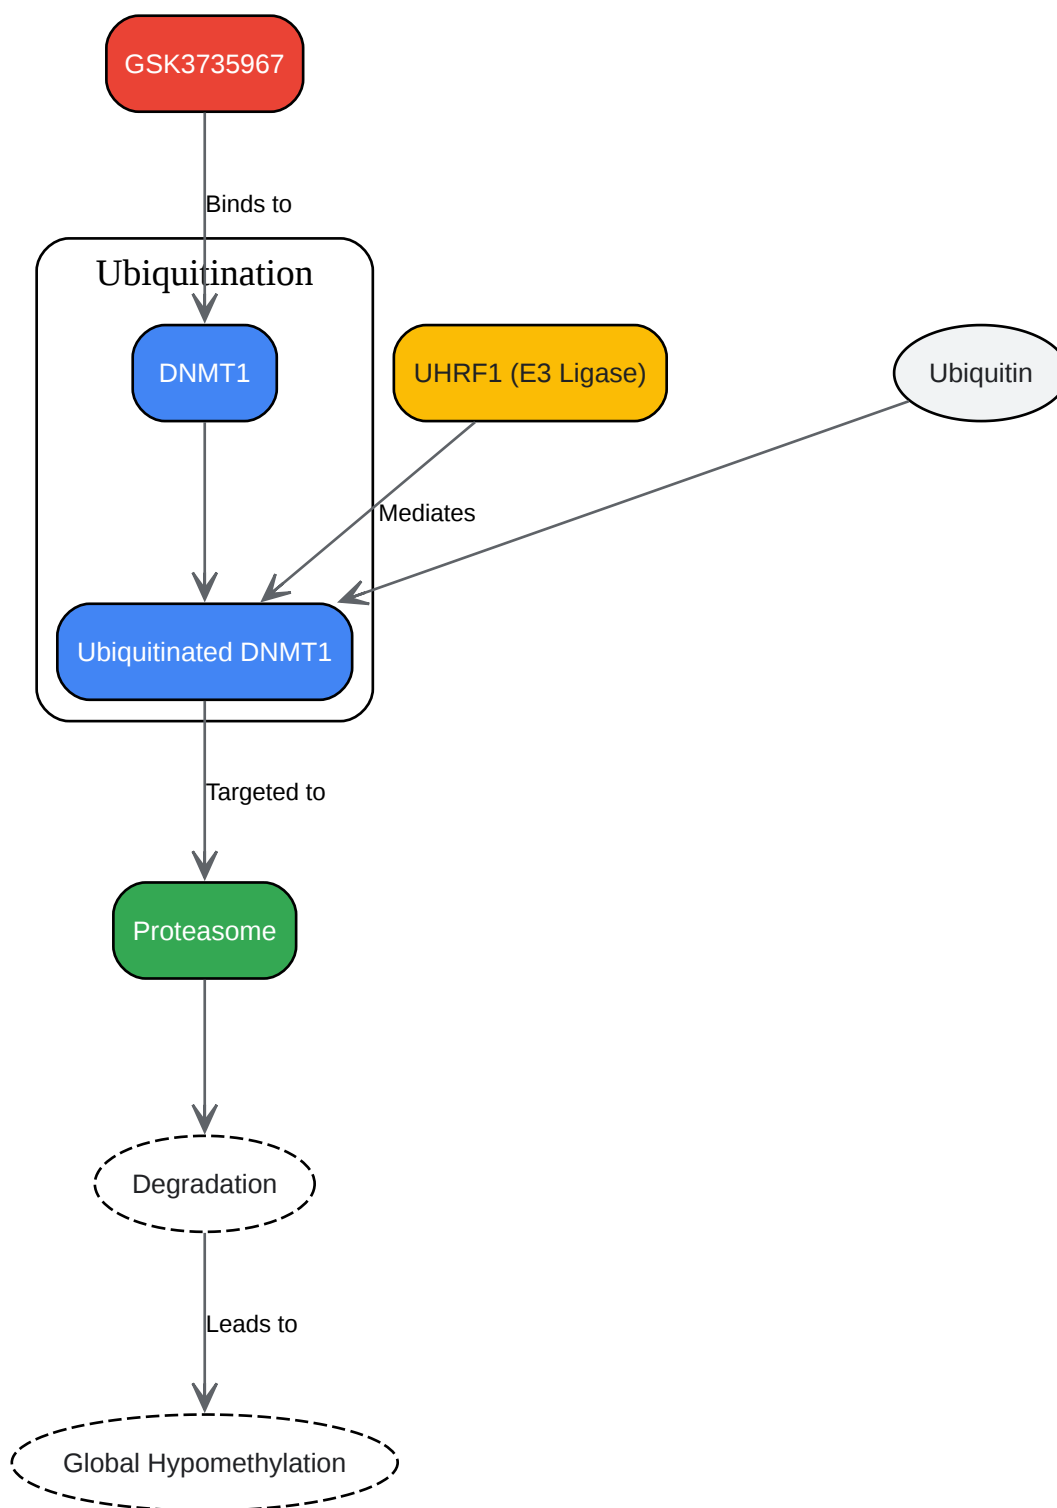 GSK3735967
Binds to
Ubiquitination
DNMT1
UHRF1 (E3 Ligase)
Ubiquitin
Mediates
Ubiquitinated DNMT1
Targeted to
Proteasome
Degradation
Leads to
Global Hypomethylation